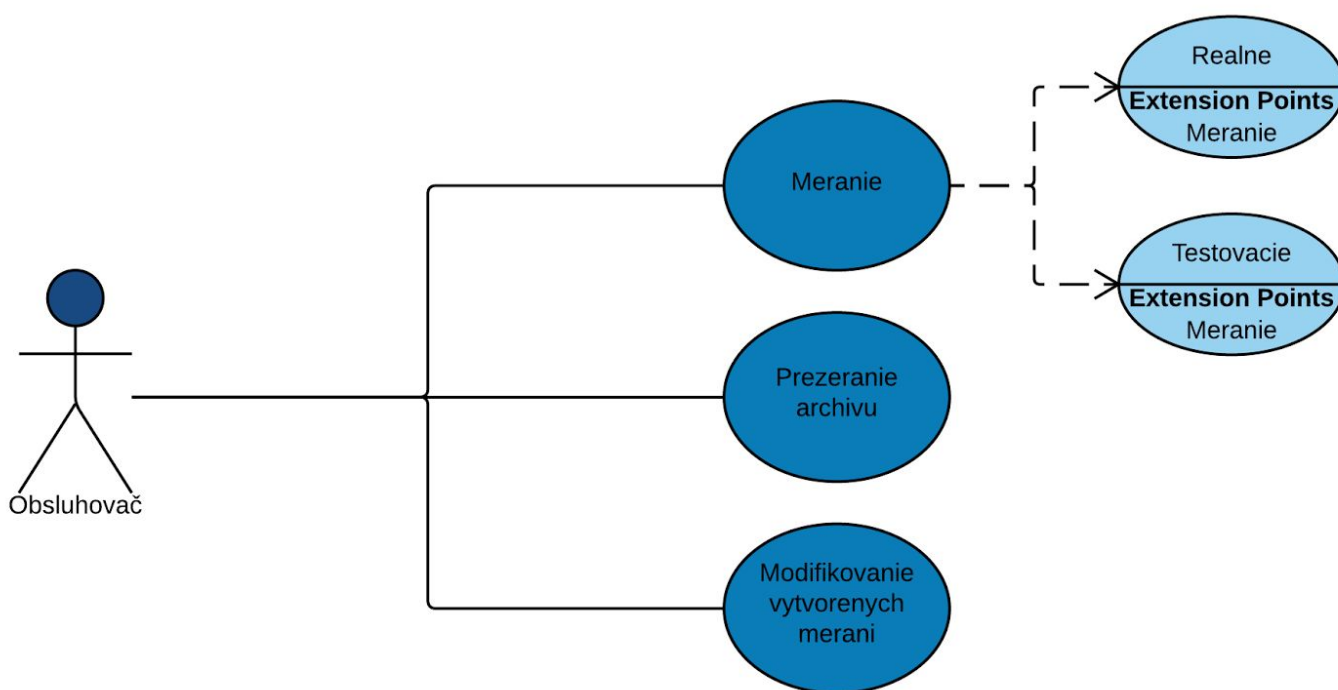 Realne
Extension Points
Meranie
Meranie
Testovacie
Extension Points
Meranie
Prezeranie
archivu
Obsluhovač
Modifikovanie
vytvorenych
merani